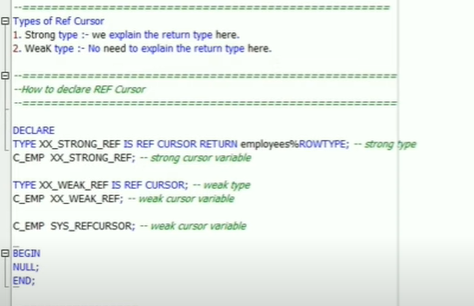 --==================================================
Types of Ref Cursor
1. Strong type :- we explain the return type here.
2. WeaK type :- No need to explain the return type here.
--==================================================
--How to declare REF Cursor
--==================================================
DECLARE
TYPE XX_STRONG_REF IS REF CURSOR RETURN employees%ROWTYPE; -- strong type
C_EMP XX_STRONG_REF; -- strong cursor variable
TYPE XX_WEAK_REF IS REF CURSOR; -- weak type
C_EMP XX_WEAK_REF; -- weak cursor variable
C_EMP SYS_REFCURSOR; -- weak cursor variable
BEGIN
NULL;
END;